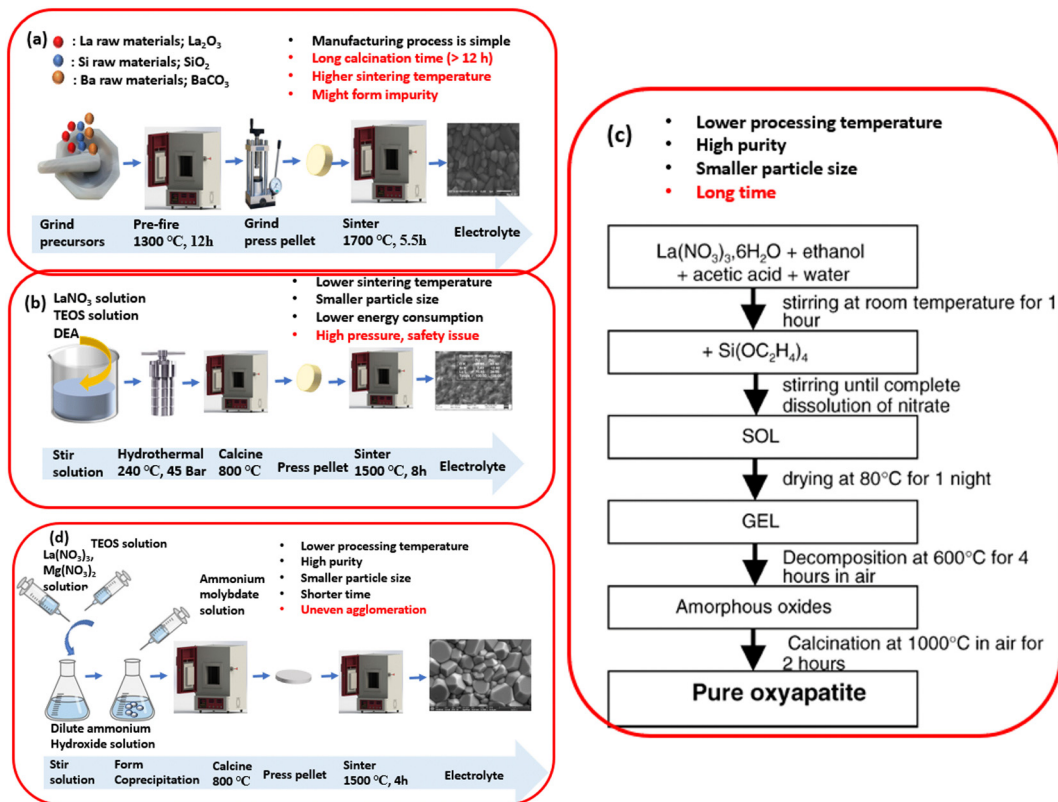 (a)
: La raw materials; La₂O₃
: Si raw materials; SiO₂
: Ba raw materials; BaCO₃
• Manufacturing process is simple
• Long calcination time (> 12 h)
• Higher sintering temperature
• Might form impurity
Grind
precursors
Pre-fire
1300 °C, 12h
Grind
press pellet
Sinter
1700 °C, 5.5h
Electrolyte
(b)
LaNO₃ solution
TEOS solution
DEA
• Lower sintering temperature
• Smaller particle size
• Lower energy consumption
• High pressure, safety issue
Stir
solution
Hydrothermal
240 °C, 45 Bar
Calcine
800 °C
Press pellet
Sinter
1500 °C, 8h
Electrolyte
(d)
TEOS solution
La(NO₃)₃,
Mg(NO₃)₂
solution
Ammonium
molybdate
solution
• Lower processing temperature
• High purity
• Smaller particle size
• Shorter time
• Uneven agglomeration
Dilute ammonium
Hydroxide solution
Stir
solution
Form
Coprecipitation
Calcine
800 °C
Press pellet
Sinter
1500 °C, 4h
Electrolyte
(c)
• Lower processing temperature
• High purity
• Smaller particle size
• Long time
La(NO₃)₃,6H₂O + ethanol
+ acetic acid + water
stirring at room temperature for 1
hour
+ Si(OC₂H₄)₄
stirring until complete
dissolution of nitrate
SOL
drying at 80°C for 1 night
GEL
Decomposition at 600°C for 4
hours in air
Amorphous oxides
Calcination at 1000°C in air for
2 hours
Pure oxyapatite